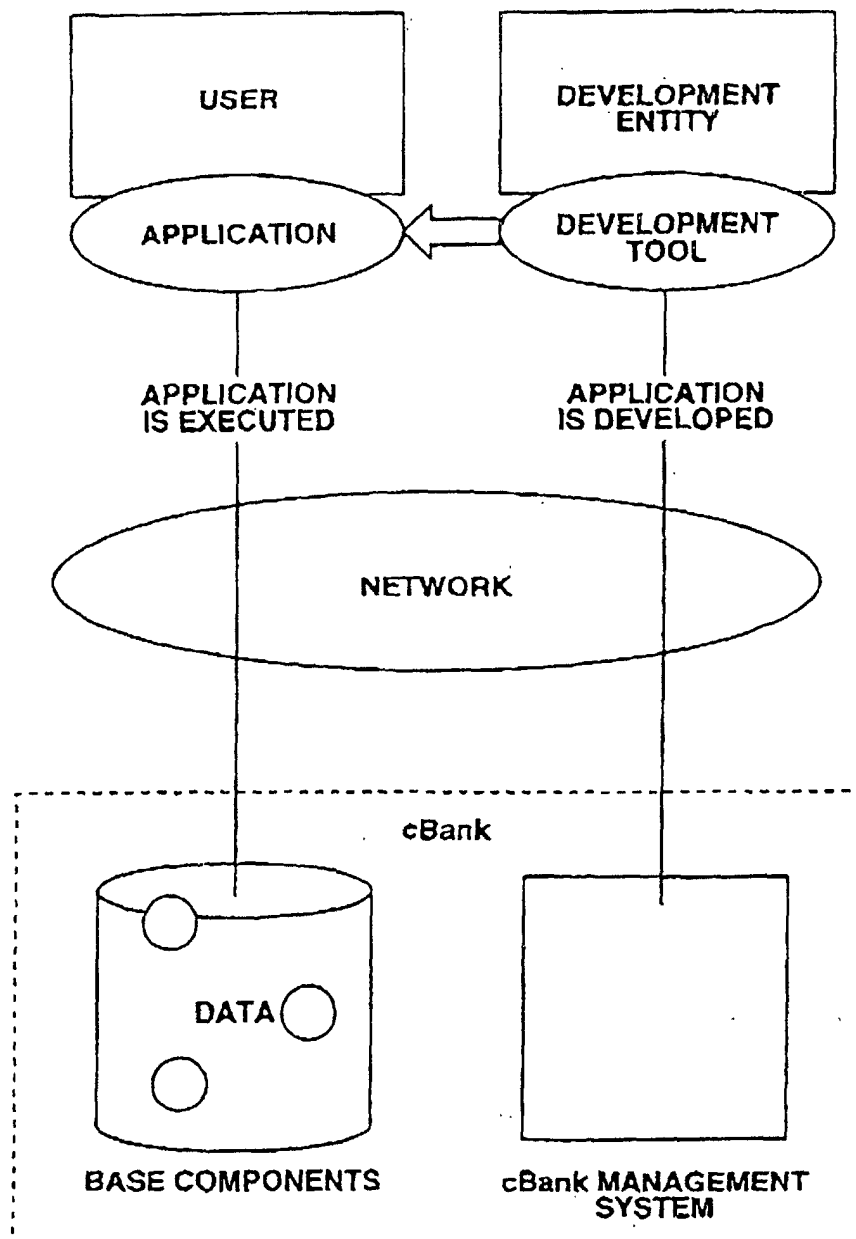 USER
DEVELOPMENT
ENTITY
APPLICATION
DEVELOPMENT
TOOL
APPLICATION
IS EXECUTED
APPLICATION
IS DEVELOPED
NETWORK
cBank
DATA
BASE COMPONENTS
cBank MANAGEMENT
SYSTEM